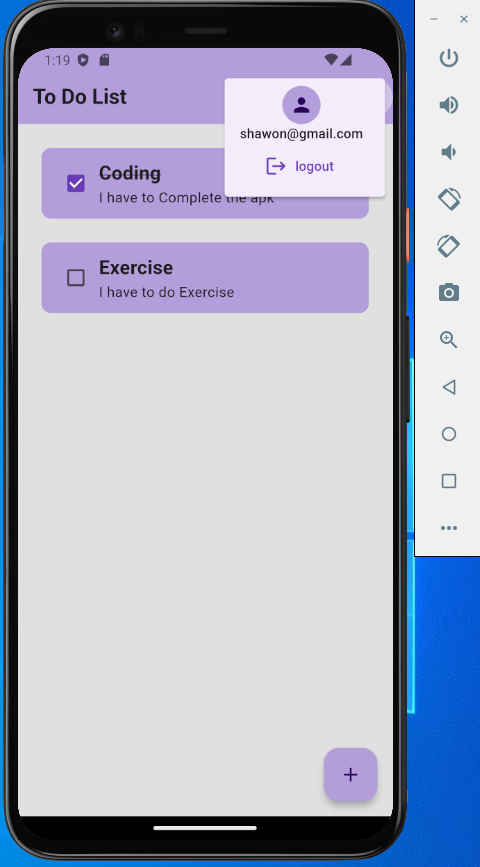 1:19
To Do List
shawon@gmail.com
logout
Coding
I have to Complete the apk
Exercise
I have to do Exercise